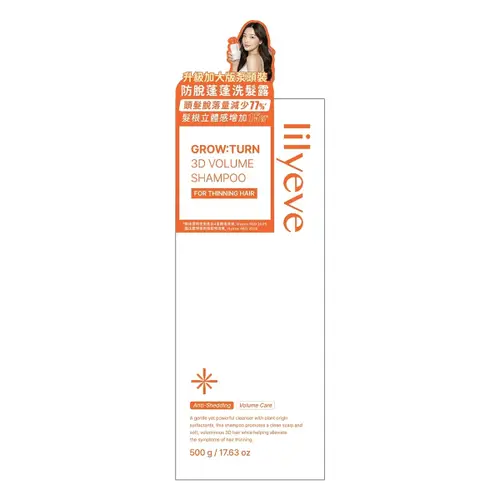 升級加大版泵頭裝
防脫蓬蓬洗髮露
頭髮脫落量減少77%*
髮根立體感增加
lilyeve
GROW:TURN
3D VOLUME
SHAMPOO
FOR THINNING HAIR
Anti-Shedding Volume Care
A gentle yet powerful cleanser with plant origin
surfactants, this shampoo promotes a clean scalp and
soft, voluminous 3D hair while helping alleviate
the symptoms of hair thinning.
500 g / 17.63 oz